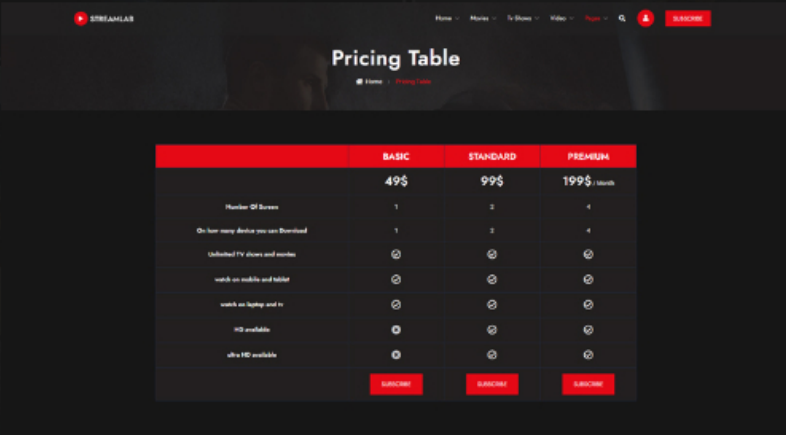 STREAMLAB
Home Movies Tv Shows Video Pages SUBSCRIBE
Pricing Table
Home Pricing Table
BASIC STANDARD PREMIUM
49$ 99$ 199$ / Month
Number Of Screen 1 2 4
On how many device you can Download 1 2 4
Unlimited TV shows and movies
watch on mobile and tablet
watch on laptop and tv
HD available
ultra HD available
SUBSCRIBE SUBSCRIBE SUBSCRIBE